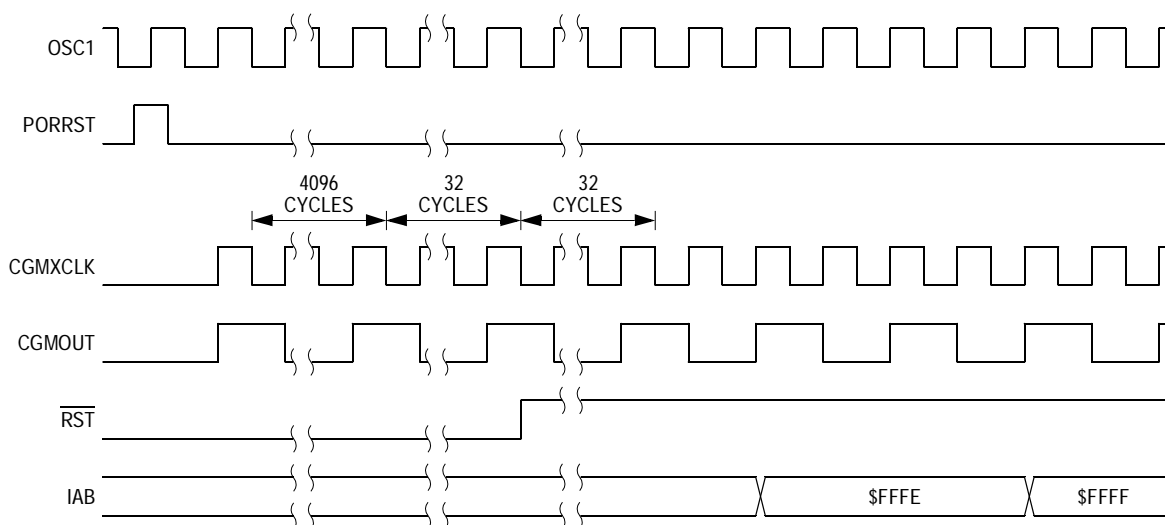 OSC1
PORRST
4096
CYCLES
32
CYCLES
32
CYCLES
CGMXCLK
CGMOUT
RST
IAB
$FFFE
$FFFF